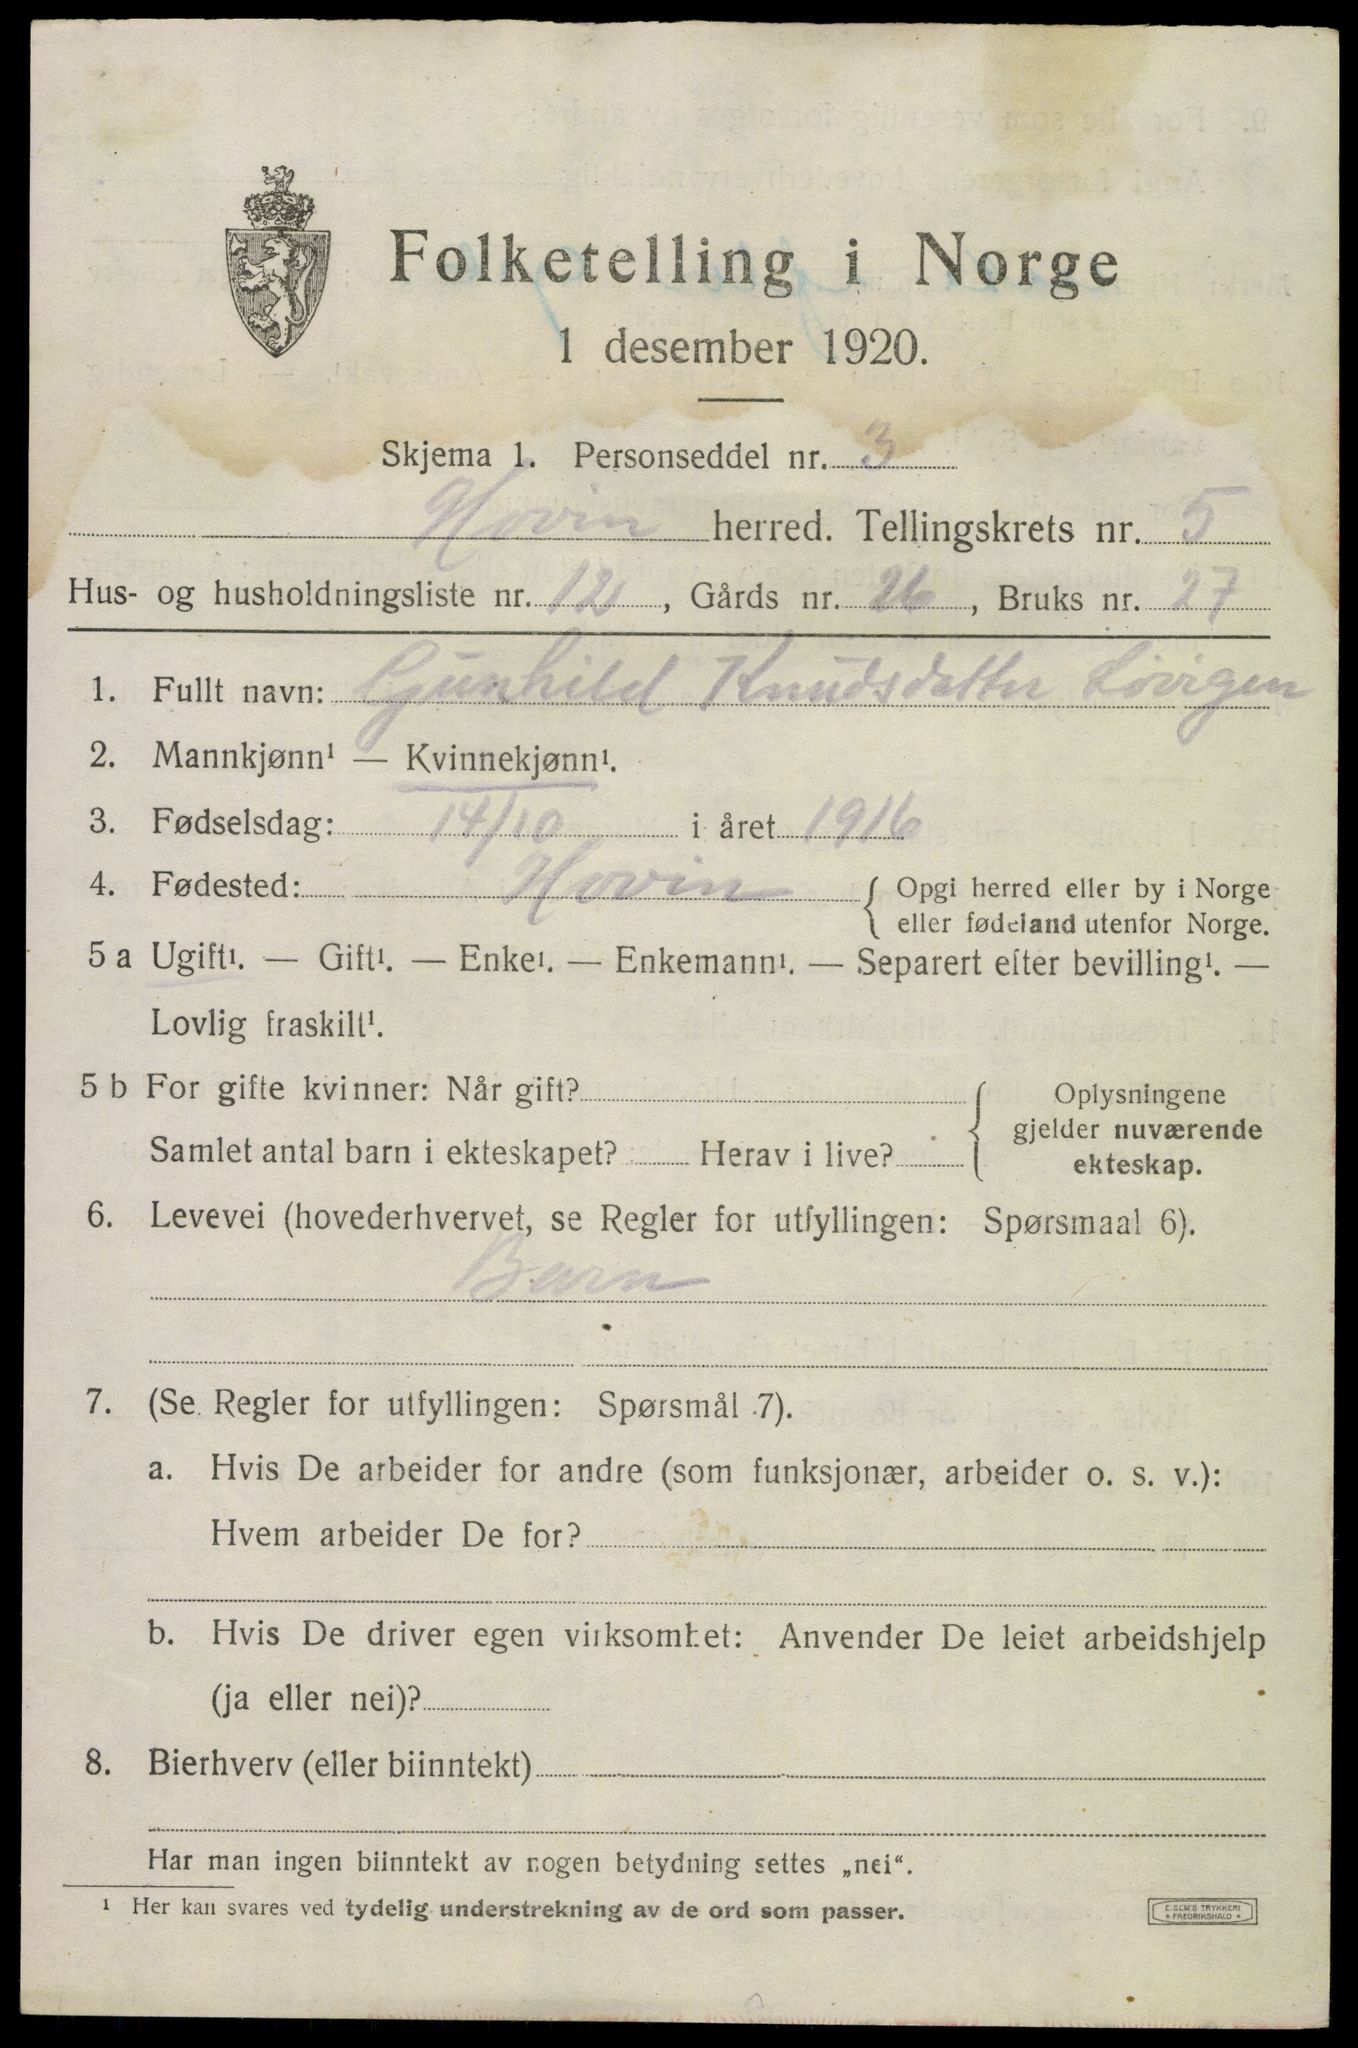 Folketelling i Norge
1 desember 1920.
Skjema 1. Personseddel nr. 3
Hovin herred. Tellingskrets nr. 5
Hus- og husholdningsliste nr. 12, Gårds nr. 26, Bruks nr. 27
1. Fullt navn: Gunhild Knudsdatter Løvigen
2. Mannkjønn¹ — Kvinnekjønn¹.
3. Fødselsdag: 14/10 i året 1916
4. Fødested: Hovin { Opgi herred eller by i Norge
eller fødeland utenfor Norge.
5 a Ugift¹. — Gift¹. — Enke¹. — Enkemann¹. — Separert efter bevilling¹. —
Lovlig fraskilt¹.
5 b For gifte kvinner: Når gift?
Samlet antal barn i ekteskapet? Herav i live?
{ Oplysningene
gjelder nuværende
ekteskap.
6. Levevei (hovederhvervet, se Regler for utfyllingen: Spørsmaal 6).
Barn
7. (Se Regler for utfyllingen: Spørsmål 7).
a. Hvis De arbeider for andre (som funksjonær, arbeider o. s. v.):
Hvem arbeider De for?
b. Hvis De driver egen virksomhet: Anvender De leiet arbeidshjelp
(ja eller nei)?
8. Bierhverv (eller biinntekt)
Har man ingen biinntekt av nogen betydning settes „nei“.
¹ Her kan svares ved tydelig understrekning av de ord som passer.
E. SEM'S TRYKKERI
FREDRIKSHALD